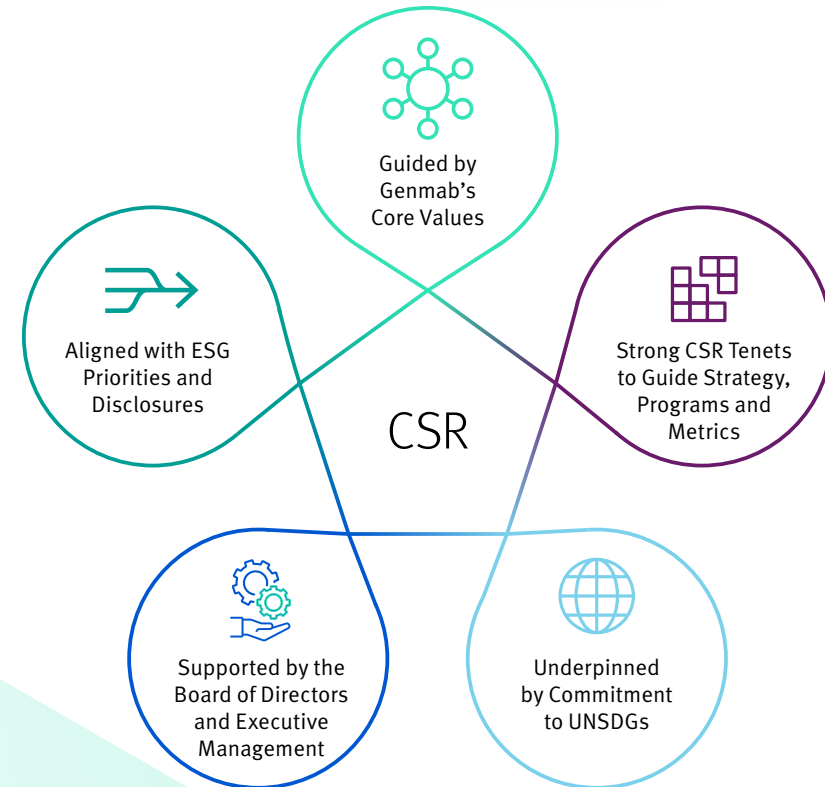 Guided by
Genmab’s
Core Values
Aligned with ESG
Priorities and
Disclosures
Strong CSR Tenets
to Guide Strategy,
Programs and
Metrics
CSR
Supported by the
Board of Directors
and Executive
Management
Underpinned
by Commitment
to UNSDGs